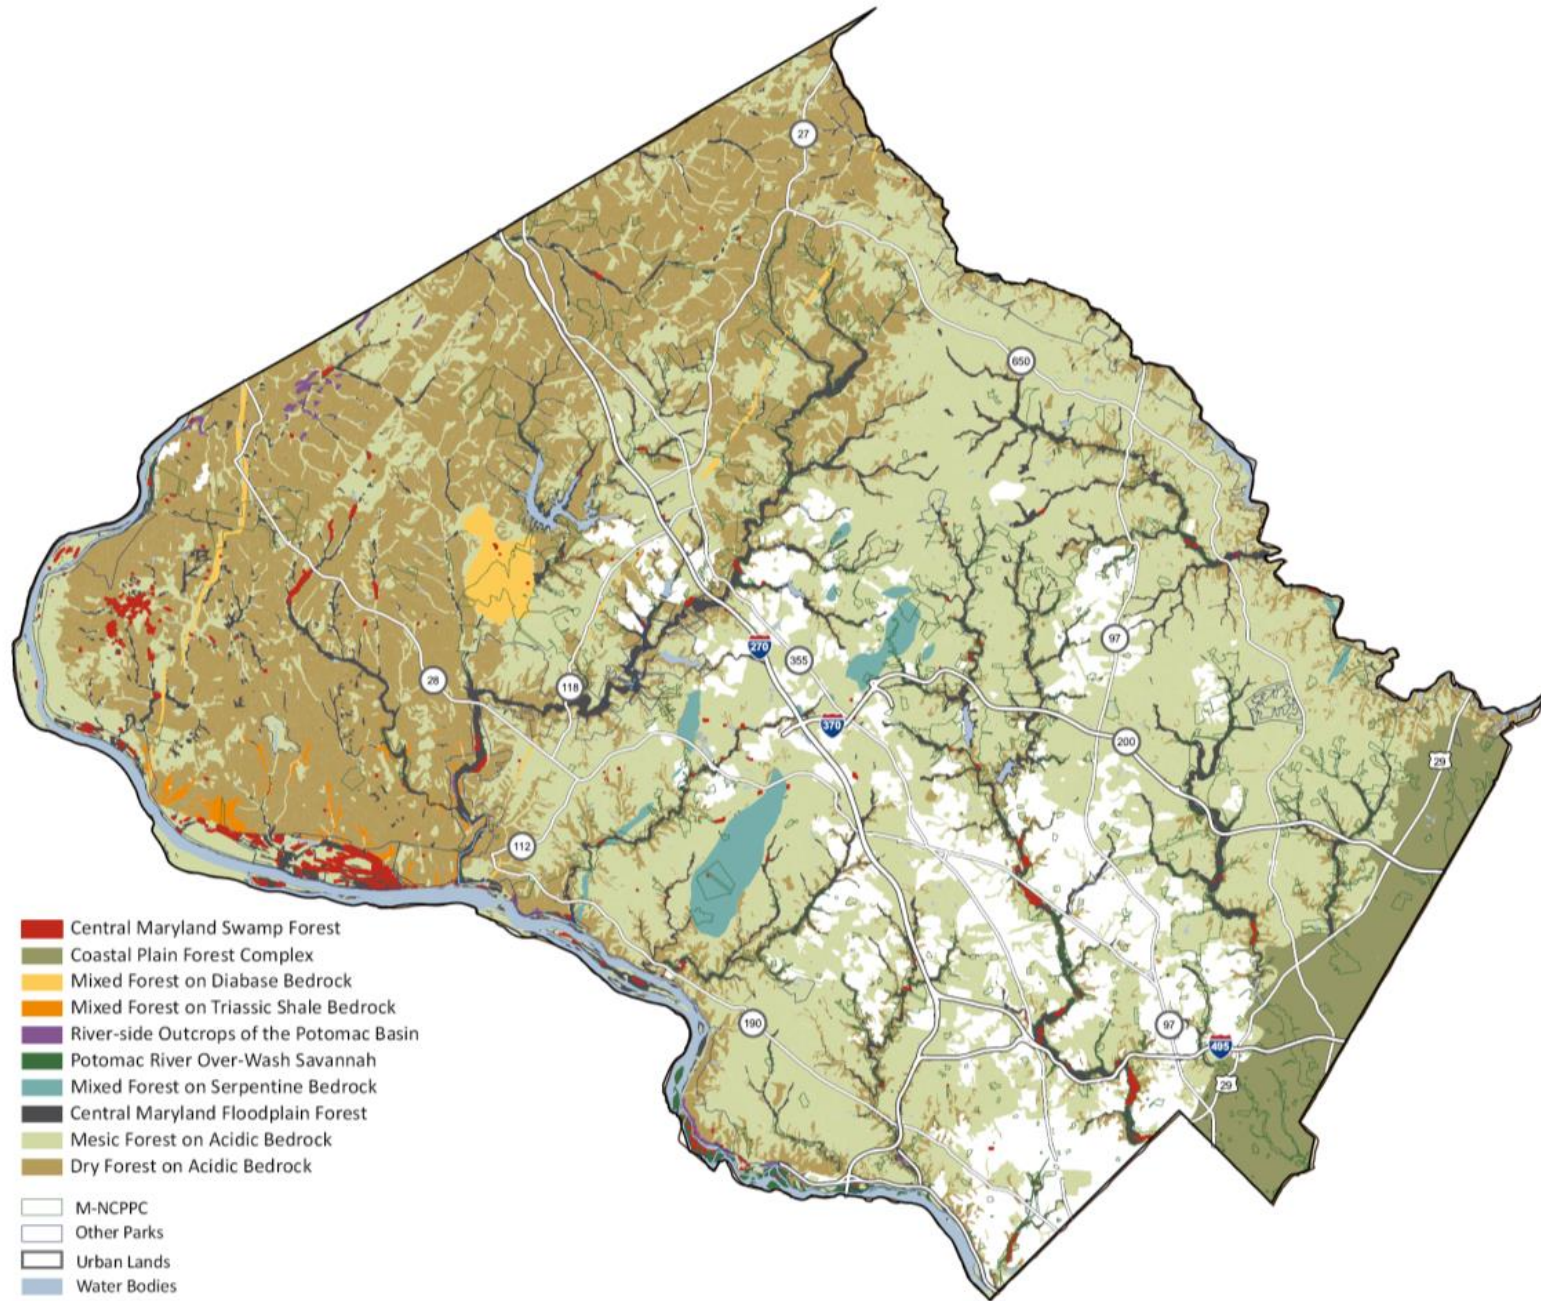 27
650
270
355
118
28
97
370
200
29
112
190
97
495
29
Central Maryland Swamp Forest
Coastal Plain Forest Complex
Mixed Forest on Diabase Bedrock
Mixed Forest on Triassic Shale Bedrock
River-side Outcrops of the Potomac Basin
Potomac River Over-Wash Savannah
Mixed Forest on Serpentine Bedrock
Central Maryland Floodplain Forest
Mesic Forest on Acidic Bedrock
Dry Forest on Acidic Bedrock
M-NCPPC
Other Parks
Urban Lands
Water Bodies